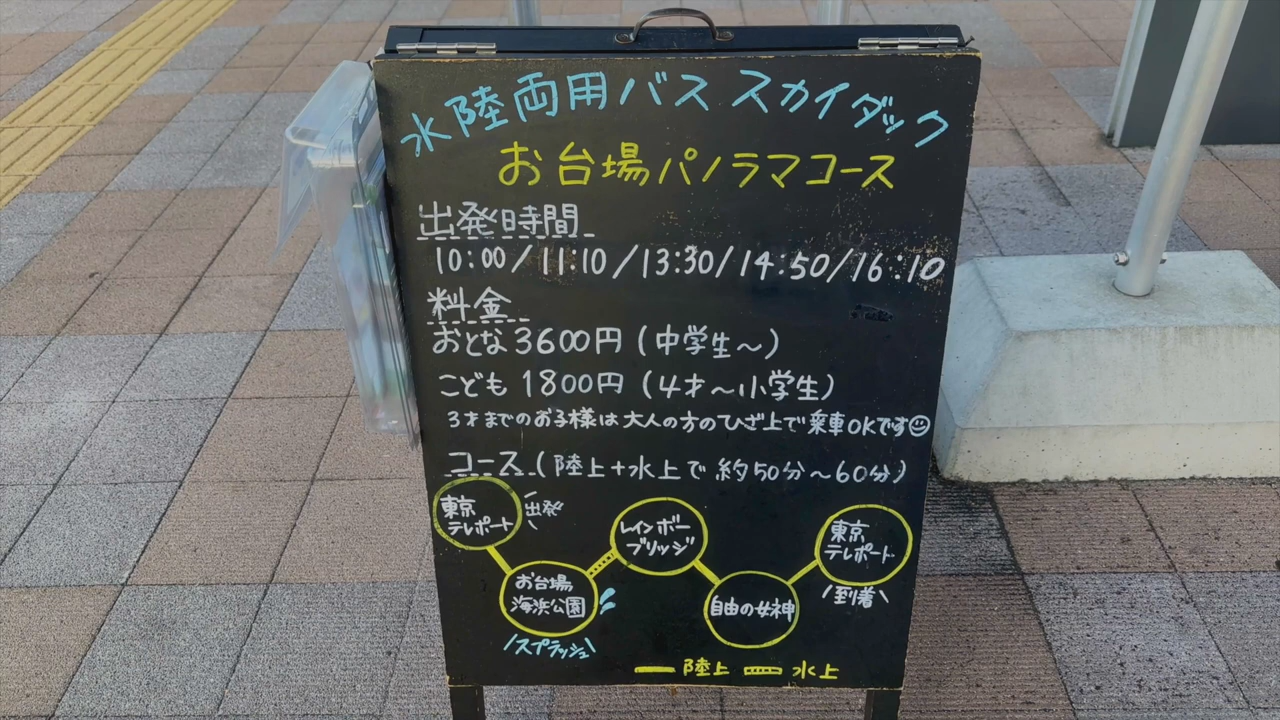 水陸両用バス スカイダック
お台場パノラマコース
出発時間
10:00/11:10/13:30/14:50/16:10
料金
おとな3600円(中学生～)
こども1800円(4才～小学生)
3才までのお子様は大人の方のひざ上で乗車OKです
コース(陸上+水上で約50分～60分)
東京
テレポート
出発
お台場
海浜公園
スプラッシュ
レインボー
ブリッジ
自由の女神
東京
テレポート
到着
陸上 水上